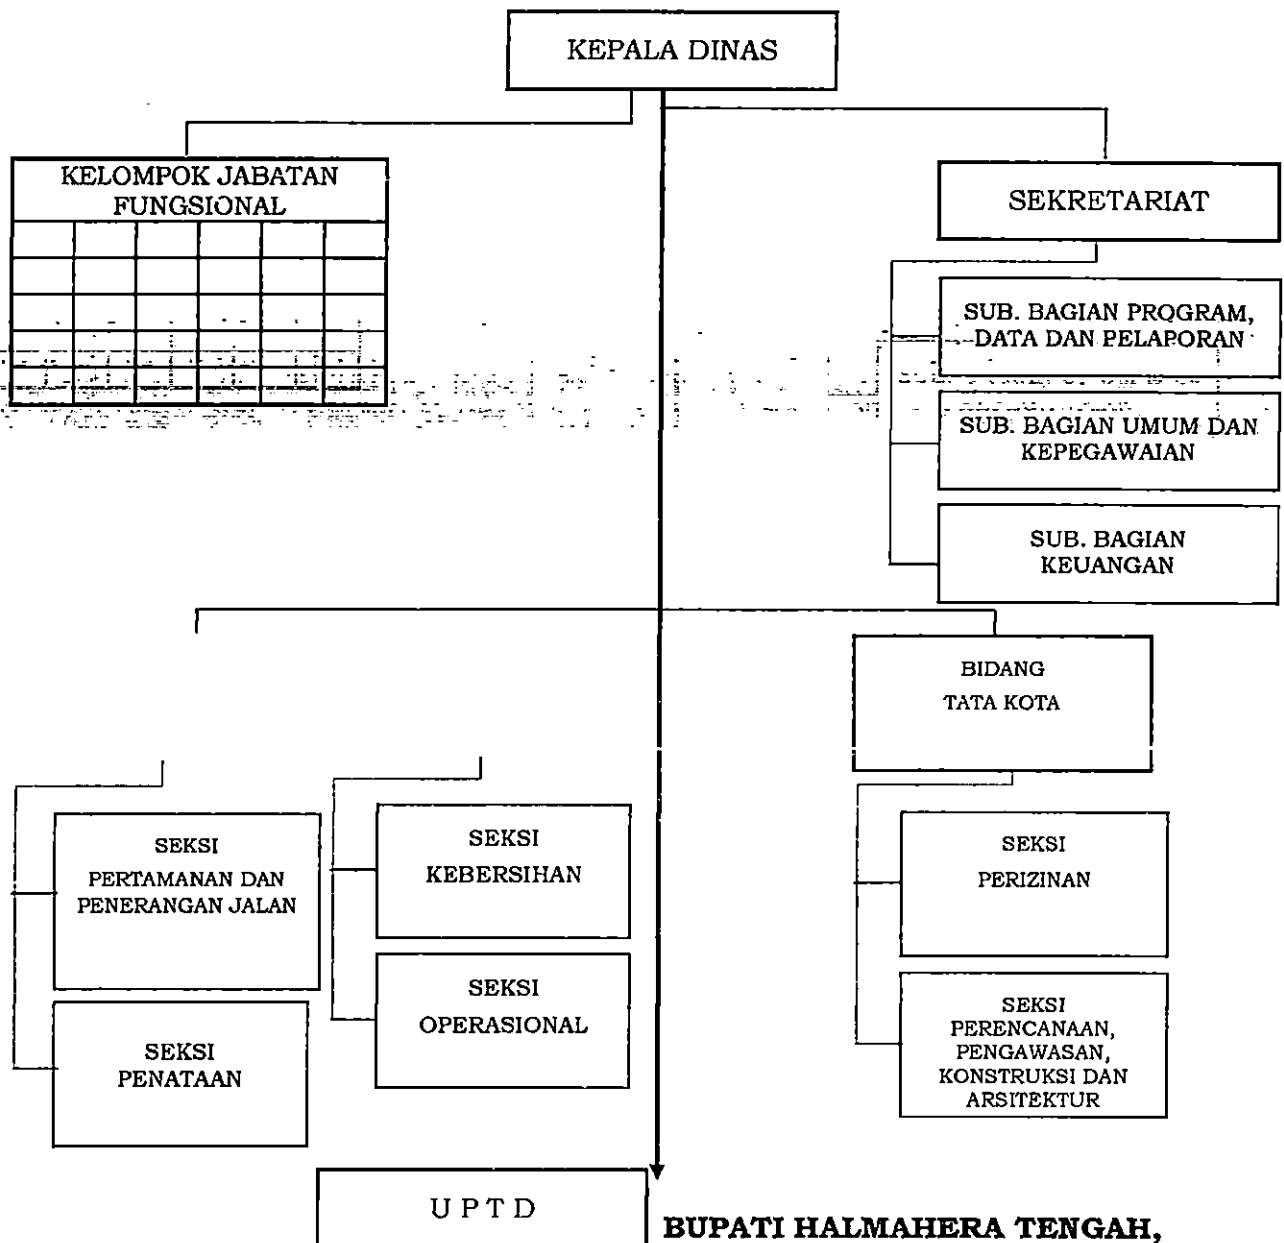 KEPALA DINAS
KELOMPOK JABATAN
FUNGSIONAL
SEKRETARIAT
SUB. BAGIAN PROGRAM,
DATA DAN PELAPORAN
SUB. BAGIAN UMUM DAN
KEPEGAWAIAN
SUB. BAGIAN
KEUANGAN
BIDANG
TATA KOTA
SEKSI
PERTAMANAN DAN
PENERANGAN JALAN
SEKSI
PENATAAN
SEKSI
KEBERSIHAN
SEKSI
OPERASIONAL
SEKSI
PERIZINAN
SEKSI
PERENCANAAN,
PENGAWASAN,
KONSTRUKSI DAN
ARSITEKTUR
U P T D
BUPATI HALMAHERA TENGAH,